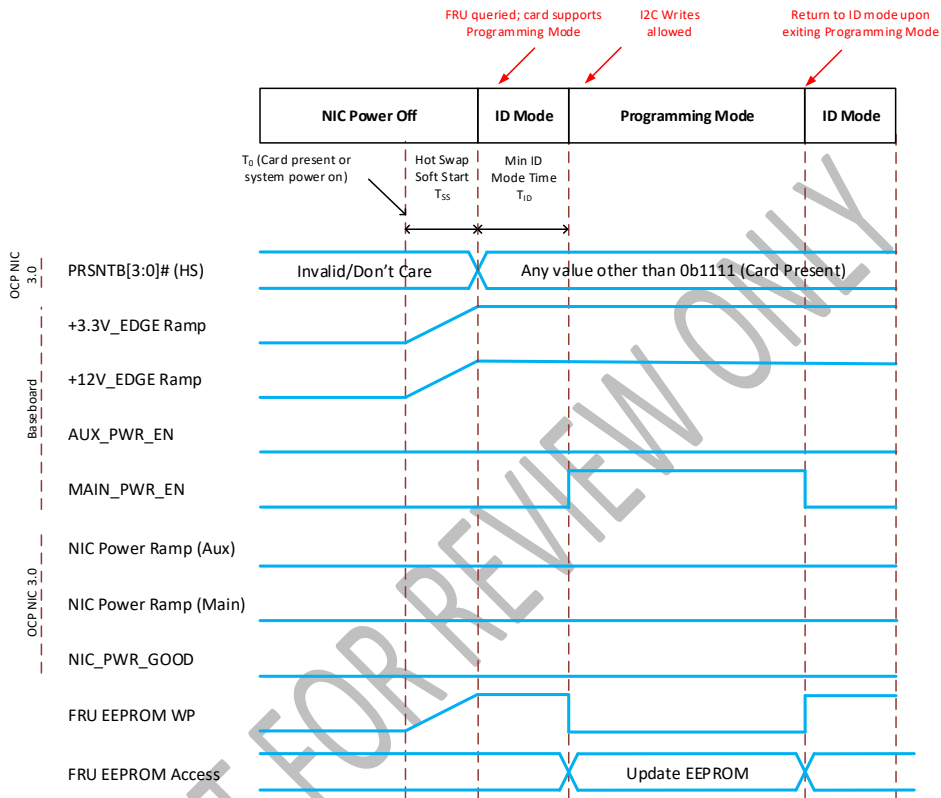 FRU queried; card supports
Programming Mode
I2C Writes
allowed
Return to ID mode upon
exiting Programming Mode
NIC Power Off
ID Mode
Programming Mode
ID Mode
T0 (Card present or
system power on)
Hot Swap
Soft Start
TSS
Min ID
Mode Time
TID
OCP NIC
3.0
PRSNTB[3:0]# (HS)
Invalid/Don't Care
Any value other than 0b1111 (Card Present)
Baseboard
+3.3V_EDGE Ramp
+12V_EDGE Ramp
AUX_PWR_EN
MAIN_PWR_EN
OCP NIC 3.0
NIC Power Ramp (Aux)
NIC Power Ramp (Main)
NIC_PWR_GOOD
FRU EEPROM WP
FRU EEPROM Access
Update EEPROM
FOR REVIEW ONLY